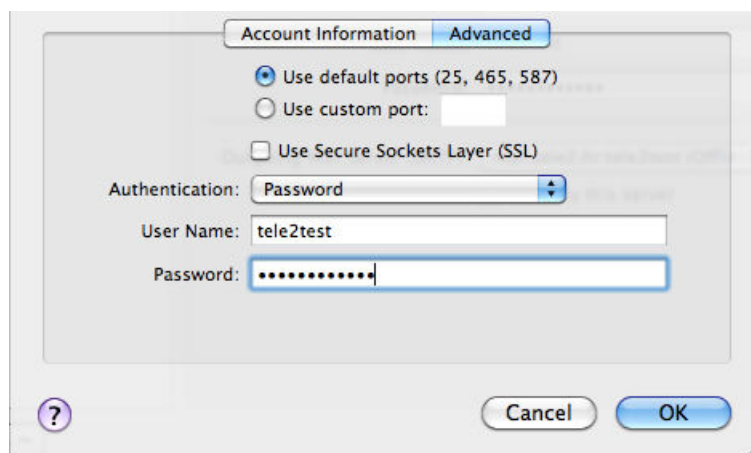 Account Information Advanced
Use default ports (25, 465, 587)
Use custom port:
Use Secure Sockets Layer (SSL)
Authentication: Password
User Name: tele2test
Password: ••••••••••••
? Cancel OK